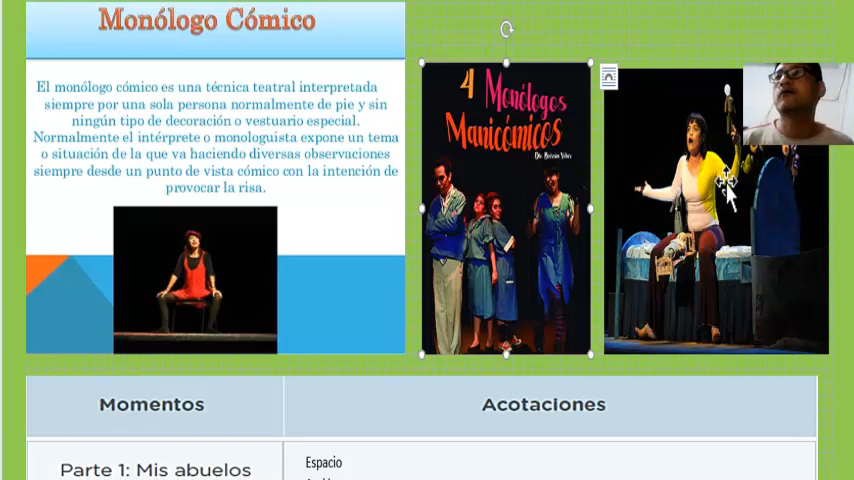 Monólogo Cómico
El monólogo cómico es una técnica teatral interpretada
siempre por una sola persona normalmente de pie y sin
ningún tipo de decoración o vestuario especial.
Normalmente el intérprete o monologuista expone un tema
o situación de la que va haciendo diversas observaciones
siempre desde un punto de vista cómico con la intención de
provocar la risa.
4 Monólogos
Manicómicos
Momentos
Acotaciones
Parte 1: Mis abuelos
Espacio